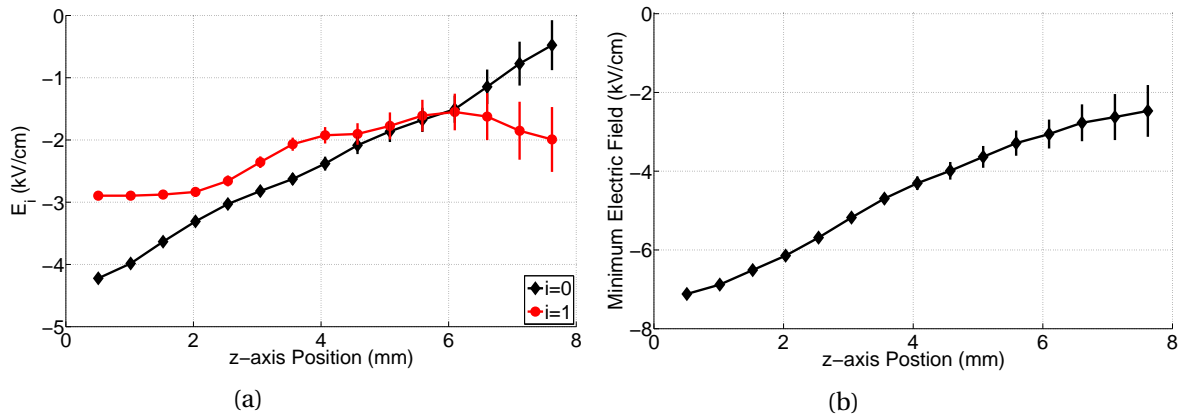 0
−1
−2
−3
−4
−5
E_i (kV/cm)
0 2 4 6 8
z−axis Position (mm)
i=0
i=1
(a)
0
−2
−4
−6
−8
Minimum Electric Field (kV/cm)
0 2 4 6 8
z−axis Postion (mm)
(b)